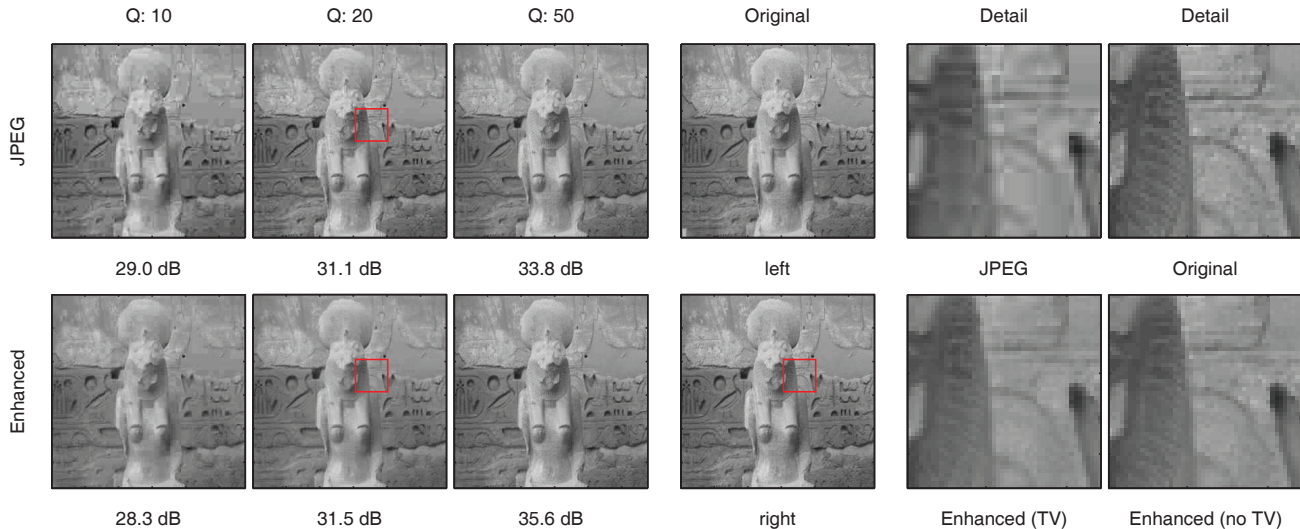 Q: 10 Q: 20 Q: 50 Original Detail Detail
JPEG
29.0 dB 31.1 dB 33.8 dB left JPEG Original
Enhanced
28.3 dB 31.5 dB 35.6 dB right Enhanced (TV) Enhanced (no TV)